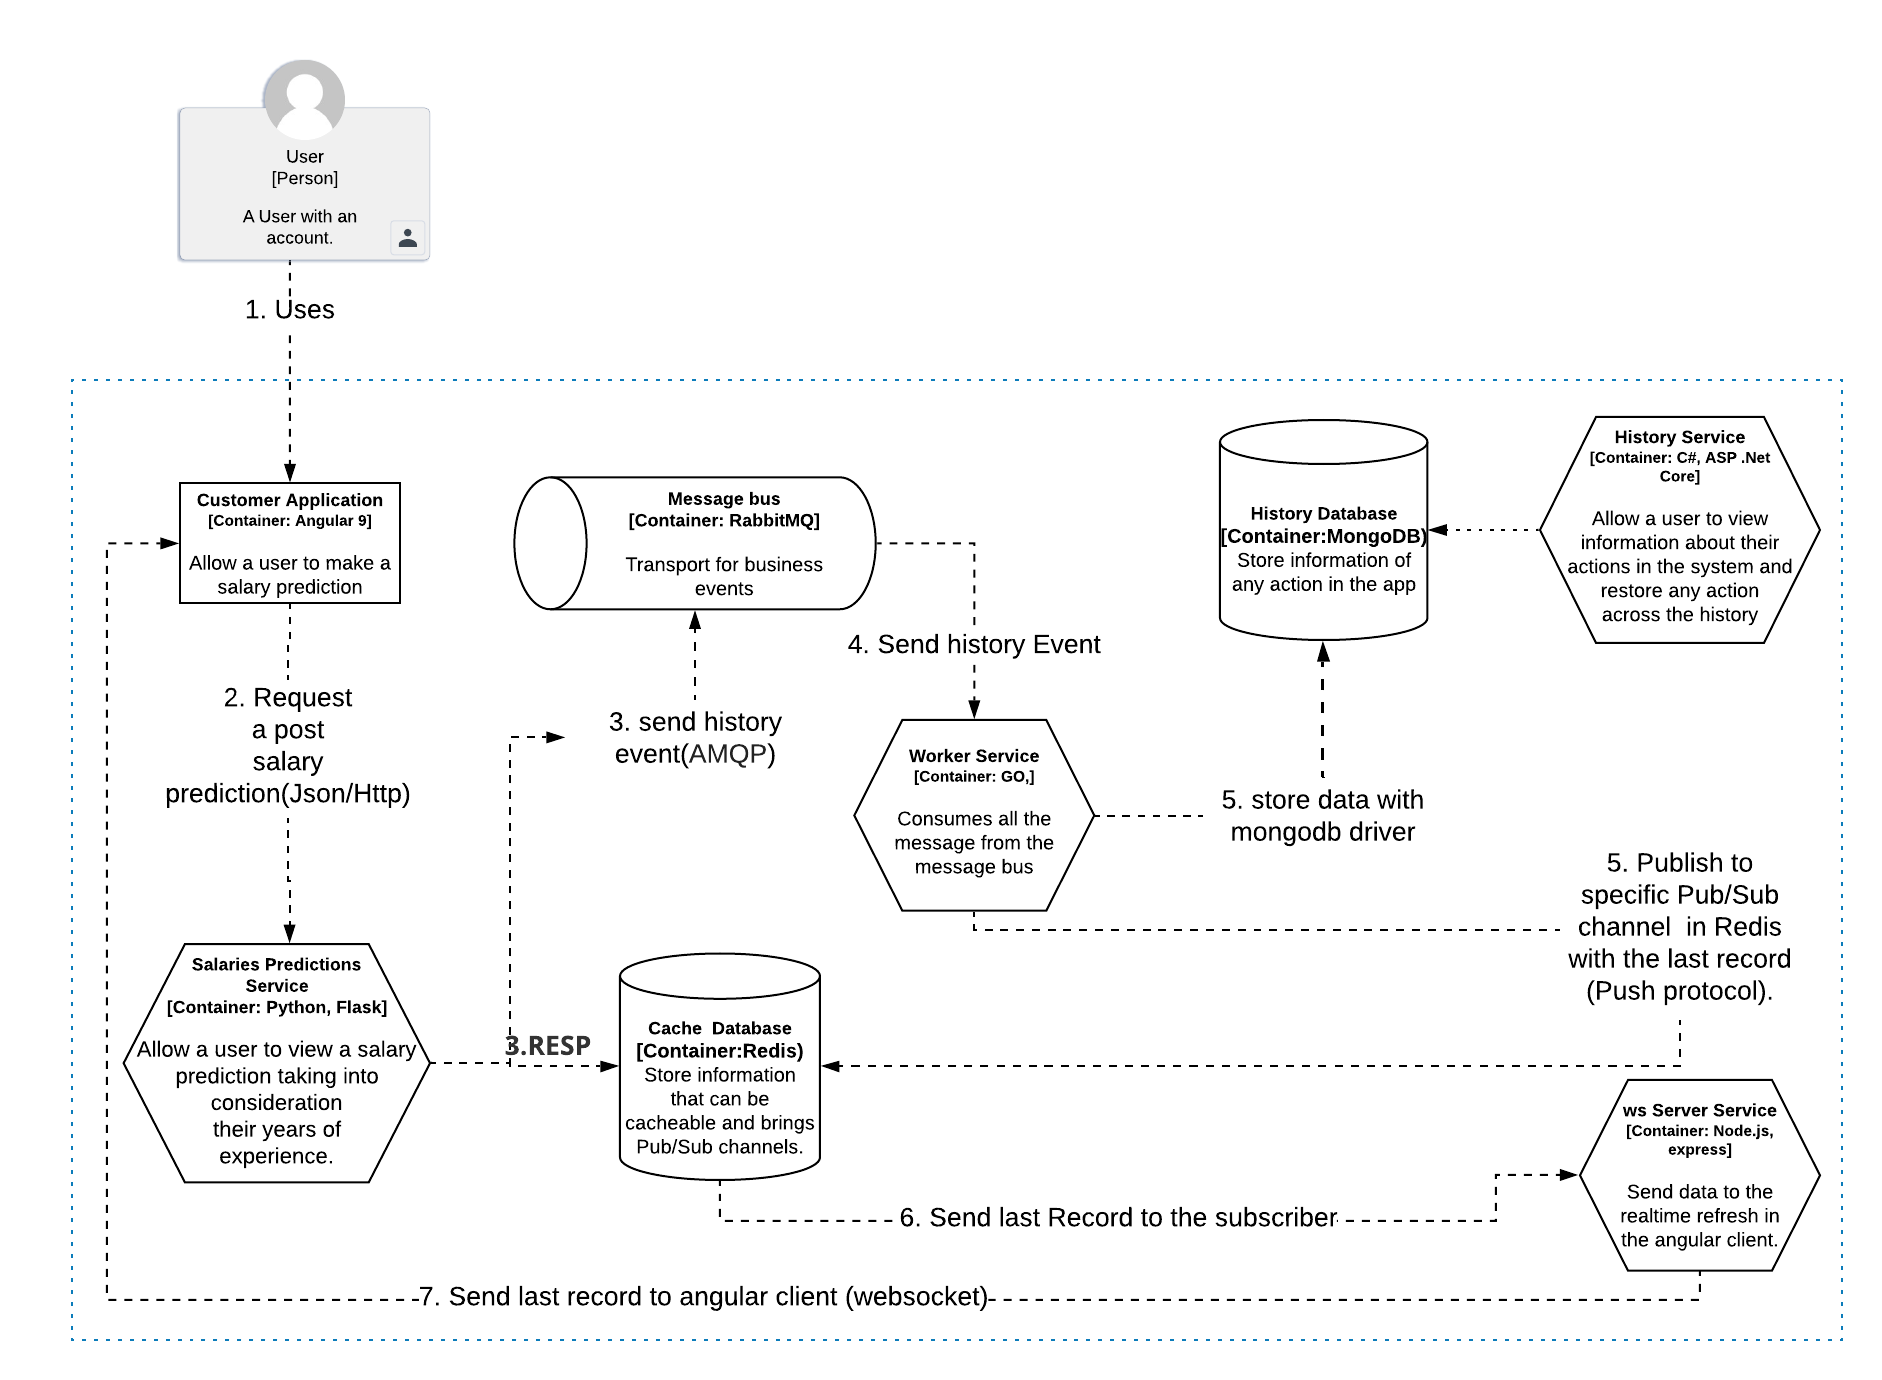 User
[Person]
A User with an
account.
1. Uses
Customer Application
[Container: Angular 9]
Allow a user to make a
salary prediction
Message bus
[Container: RabbitMQ]
Transport for business
events
History Database
[Container:MongoDB)
Store information of
any action in the app
History Service
[Container: C#, ASP .Net
Core]
Allow a user to view
information about their
actions in the system and
restore any action
across the history
4. Send history Event
2. Request
a post
salary
prediction(Json/Http)
3. send history
event(AMQP)
Worker Service
[Container: GO,]
Consumes all the
message from the
message bus
5. store data with
mongodb driver
5. Publish to
specific Pub/Sub
channel  in Redis
with the last record
(Push protocol).
Salaries Predictions
Service
[Container: Python, Flask]
Allow a user to view a salary
prediction taking into
consideration
their years of
experience.
3.RESP
Cache  Database
[Container:Redis)
Store information
that can be
cacheable and brings
Pub/Sub channels.
ws Server Service
[Container: Node.js,
express]
Send data to the
realtime refresh in
the angular client.
6. Send last Record to the subscriber
7. Send last record to angular client (websocket)